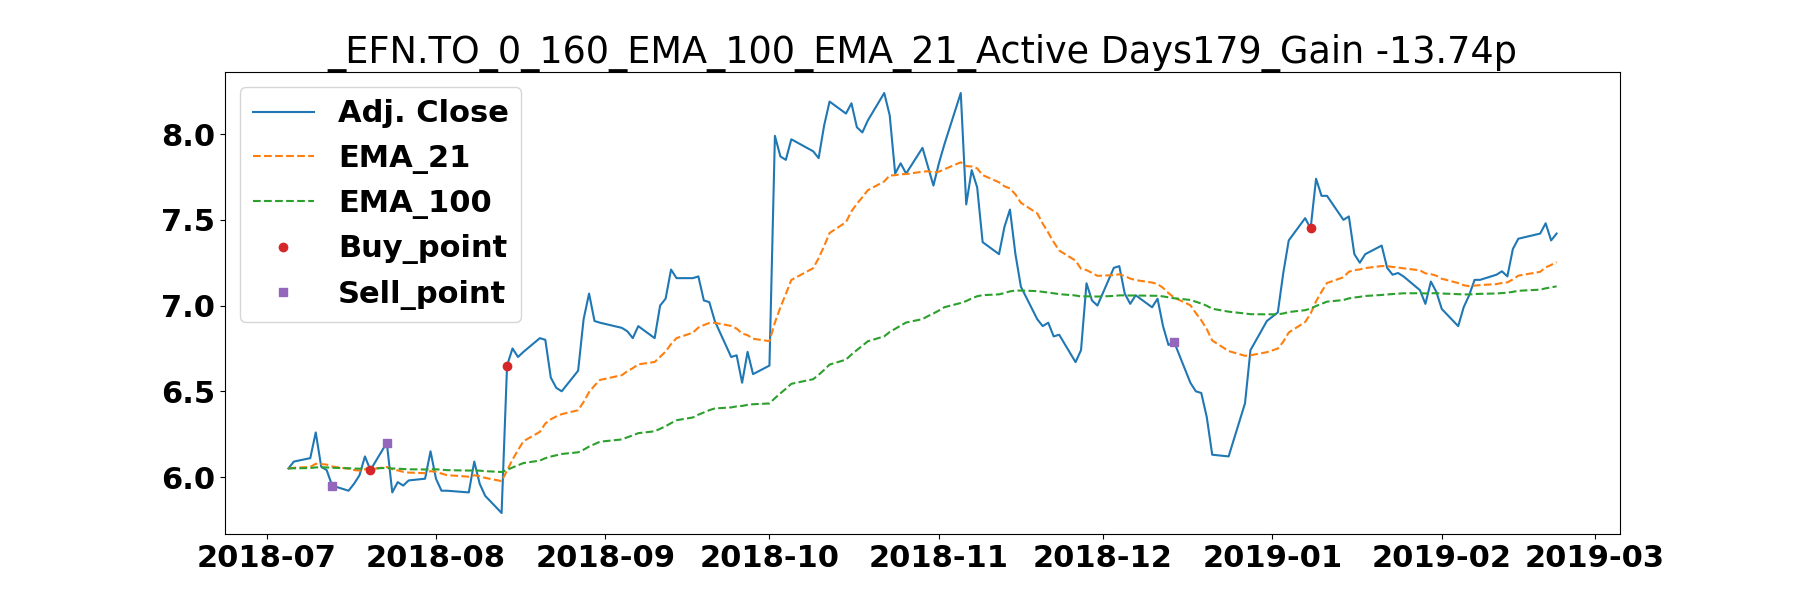 _EFN.TO_0_160_EMA_100_EMA_21_Active Days179_Gain -13.74p
Adj. Close
EMA_21
EMA_100
Buy_point
Sell_point
8.0
7.5
7.0
6.5
6.0
2018-07 2018-08 2018-09 2018-10 2018-11 2018-12 2019-01 2019-02 2019-03